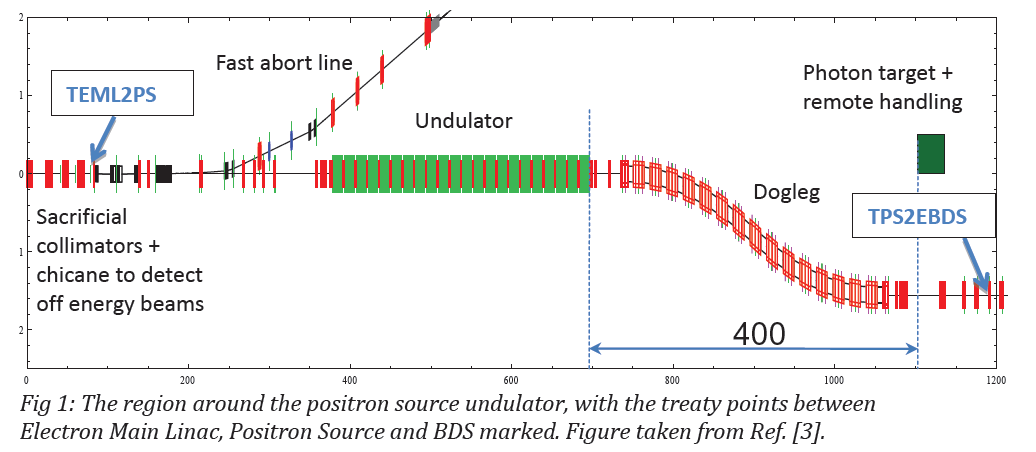 2
Fast abort line
TEML2PS
Photon target +
remote handling
1
Undulator
0
Dogleg
TPS2EBDS
Sacrificial
collimators +
chicane to detect
off energy beams
1
2
400
0 200 400 600 800 1000 1200
Fig 1: The region around the positron source undulator, with the treaty points between
Electron Main Linac, Positron Source and BDS marked. Figure taken from Ref. [3].